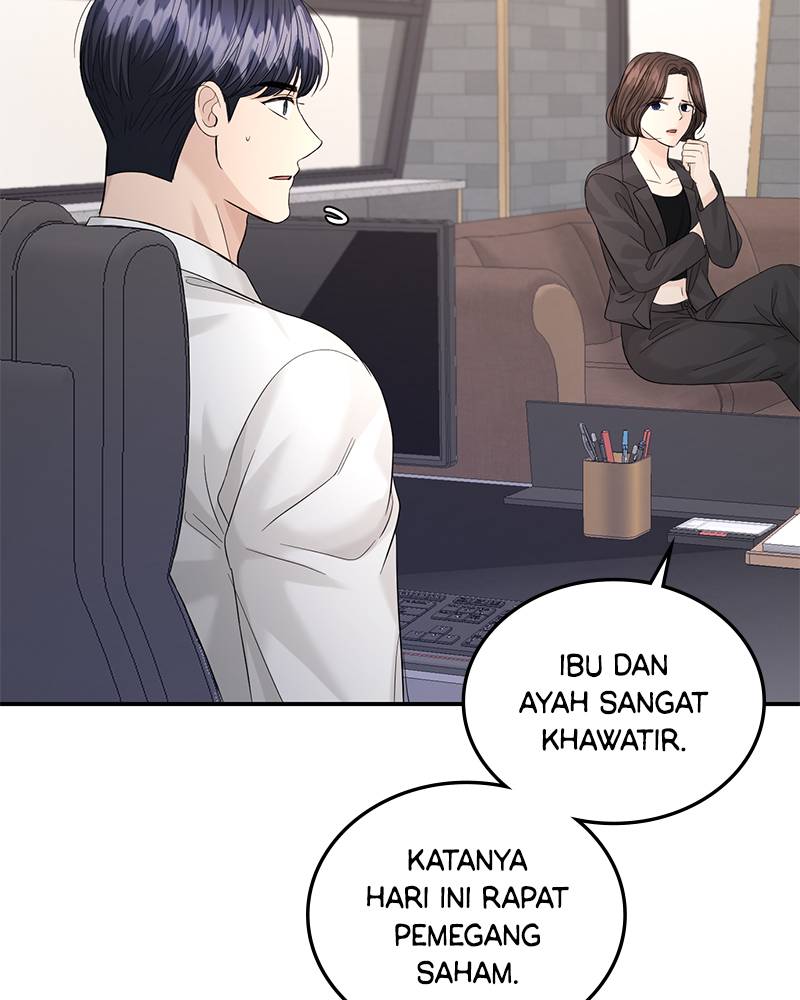 IBU DAN
AYAH SANGAT
KHAWATIR.
KATANYA
HARI INI RAPAT
PEMEGANG
SAHAM.